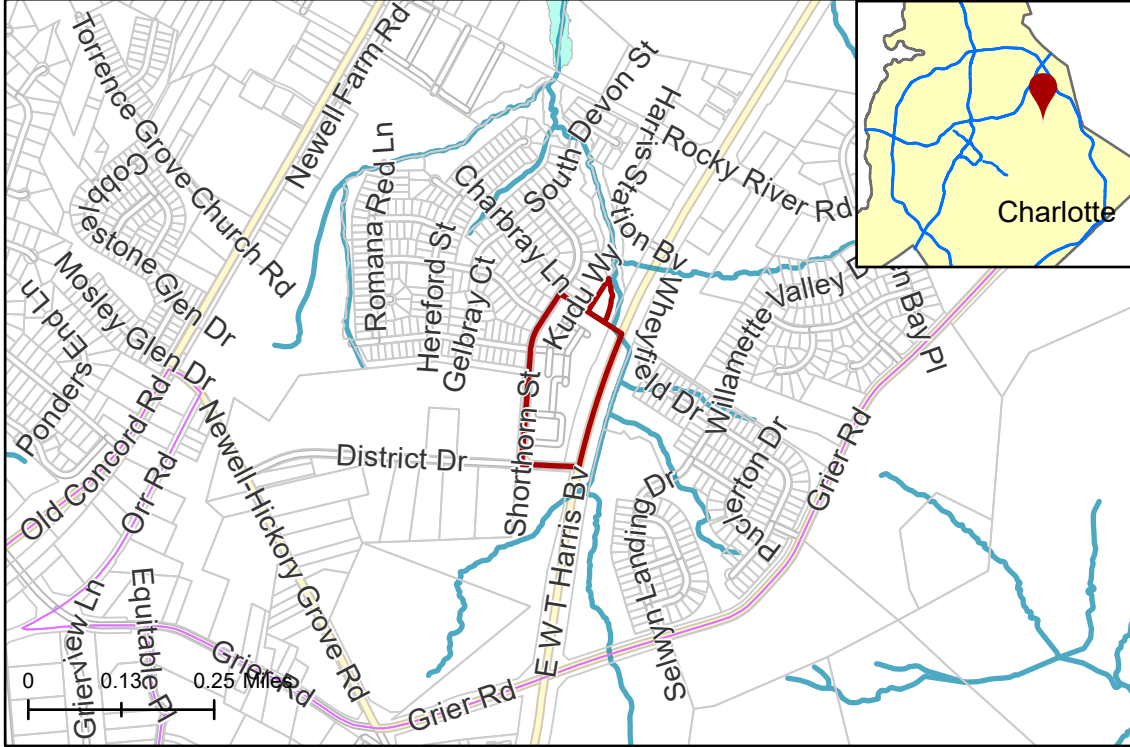 Torrence Grove Church Rd
Newell Farm Rd
South Devon St
Harris Station Bv
Rocky River Rd
Charlotte
Cobblestone Glen Dr
Romana Red Ln
Charbray Ln
Hereford St
Gelbray Ct
Kudu Wy
Wheyfield Dr
Willamette Valley D
n Bay Pl
Mosley Glen Dr
Ponders End Ln
Old Concord Rd
Orr Rd
Newell-Hickory Grove Rd
District Dr
Shorthorn St
E W T Harris Bv
Selwyn Landing Dr
Puclerton Dr
Grier Rd
Grierview Ln
Equitable Pl
Grier Rd
Grier Rd
0 0.13 0.25 Miles